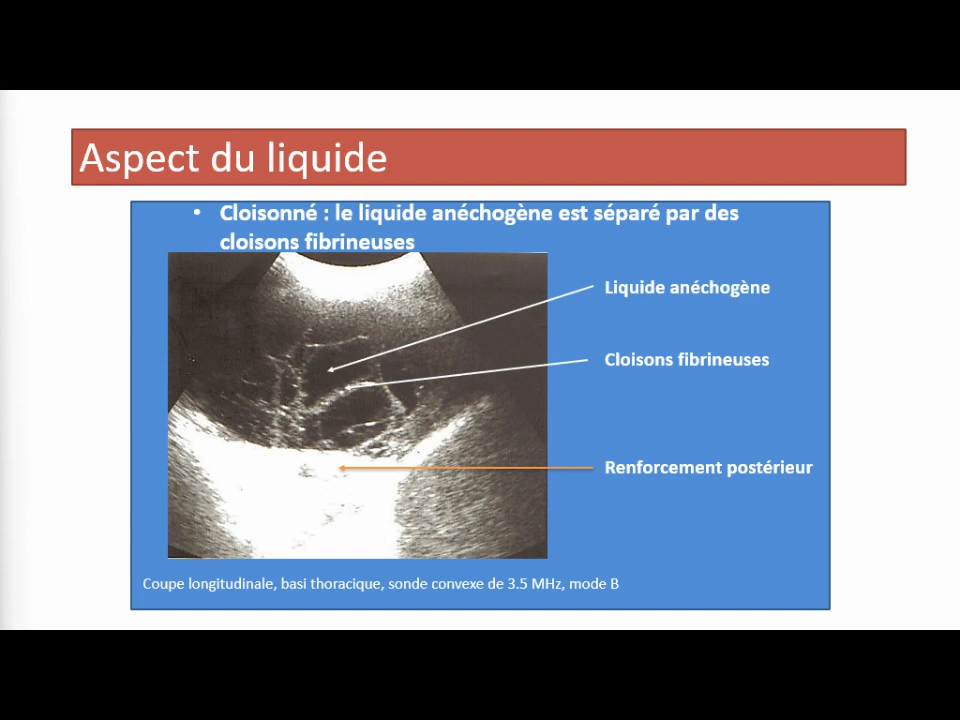 Aspect du liquide
• Cloisonné : le liquide anéchogène est séparé par des
cloisons fibrineuses
Liquide anéchogène
Cloisons fibrineuses
Renforcement postérieur
Coupe longitudinale, basi thoracique, sonde convexe de 3.5 MHz, mode B